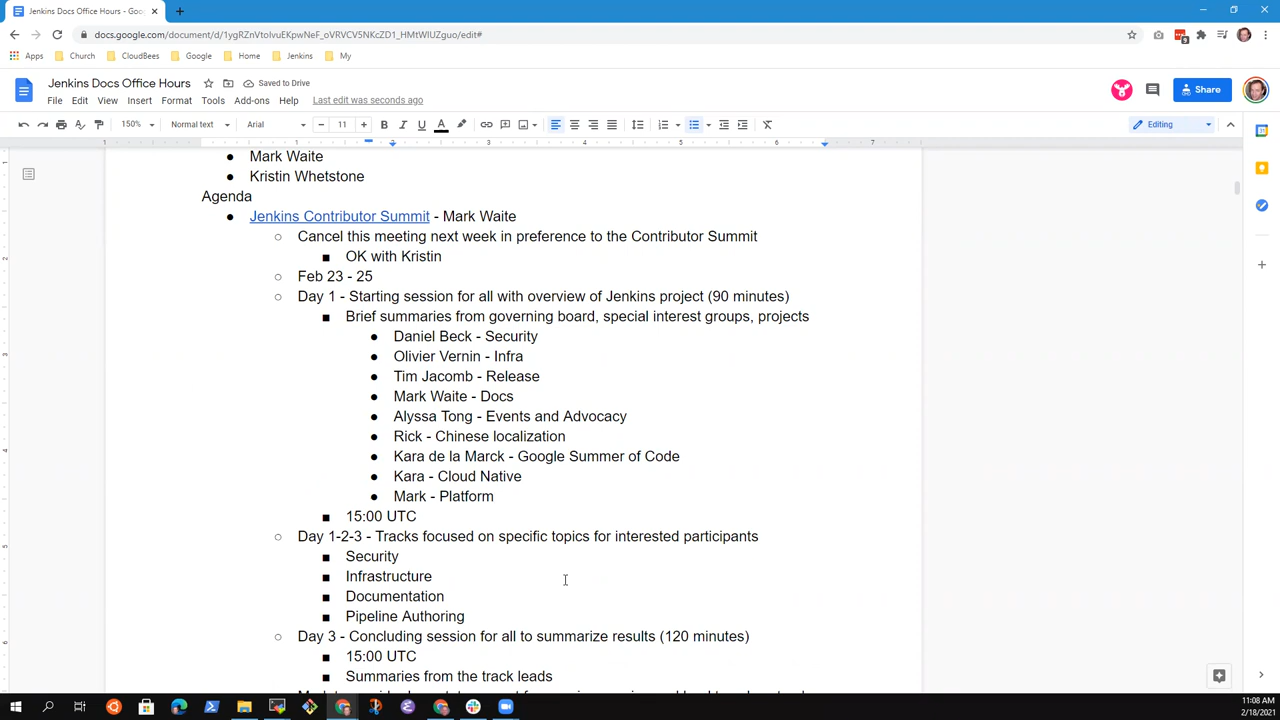 Jenkins Docs Office Hours - Goo
docs.google.com/document/d/1ygRZnVtoIvuEKpwNeF_oVRVCV5NKcZD1_HMtWIUZguo/edit#
Apps Church CloudBees Google Home Jenkins My
Jenkins Docs Office Hours Saved to Drive
File Edit View Insert Format Tools Add-ons Help Last edit was seconds ago
Share
150% Normal text Arial 11 Editing
1 1 2 3 4 5 6 7
Mark Waite
Kristin Whetstone
Agenda
Jenkins Contributor Summit - Mark Waite
Cancel this meeting next week in preference to the Contributor Summit
OK with Kristin
Feb 23 - 25
Day 1 - Starting session for all with overview of Jenkins project (90 minutes)
Brief summaries from governing board, special interest groups, projects
Daniel Beck - Security
Olivier Vernin - Infra
Tim Jacomb - Release
Mark Waite - Docs
Alyssa Tong - Events and Advocacy
Rick - Chinese localization
Kara de la Marck - Google Summer of Code
Kara - Cloud Native
Mark - Platform
15:00 UTC
Day 1-2-3 - Tracks focused on specific topics for interested participants
Security
Infrastructure
Documentation
Pipeline Authoring
Day 3 - Concluding session for all to summarize results (120 minutes)
15:00 UTC
Summaries from the track leads
11:08 AM
2/18/2021